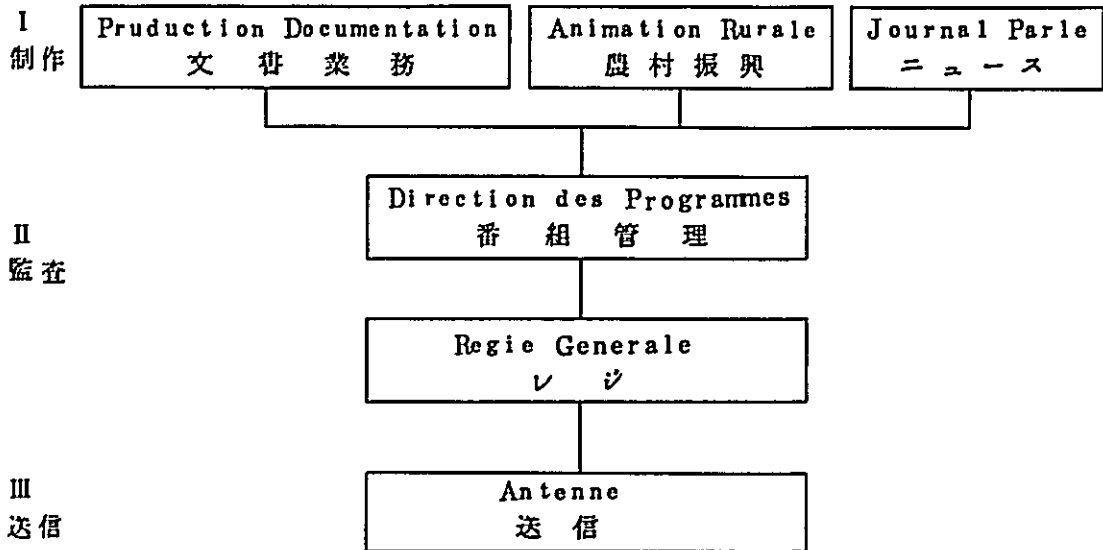 I
制作
Pruduction Documentation
文書業務
Animation Rurale
農村振興
Journal Parle
ニュース
II
監査
Direction des Programmes
番組管理
Regie Generale
レジ
III
送信
Antenne
送信